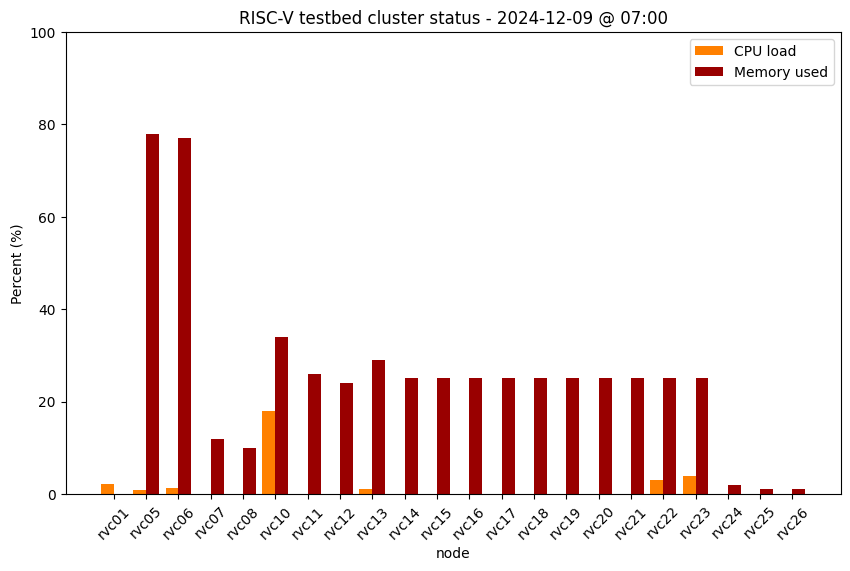 RISC-V testbed cluster status - 2024-12-09 @ 07:00
CPU load
Memory used
Percent (%)
100
80
60
40
20
0
rvc01 rvc05 rvc06 rvc07 rvc08 rvc10 rvc11 rvc12 rvc13 rvc14 rvc15 rvc16 rvc17 rvc18 rvc19 rvc20 rvc21 rvc22 rvc23 rvc24 rvc25 rvc26
node